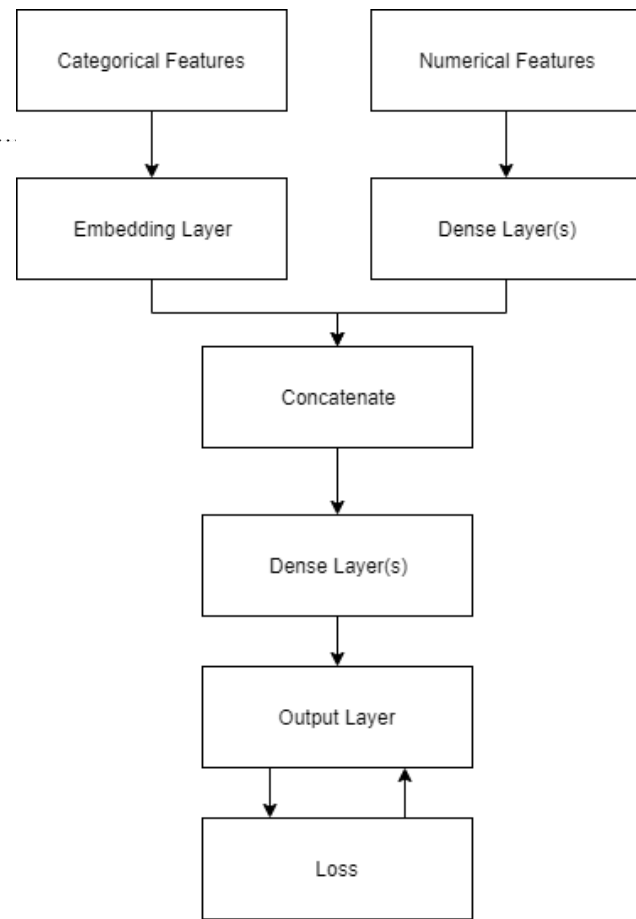 Categorical Features
Numerical Features
Embedding Layer
Dense Layer(s)
Concatenate
Dense Layer(s)
Output Layer
Loss